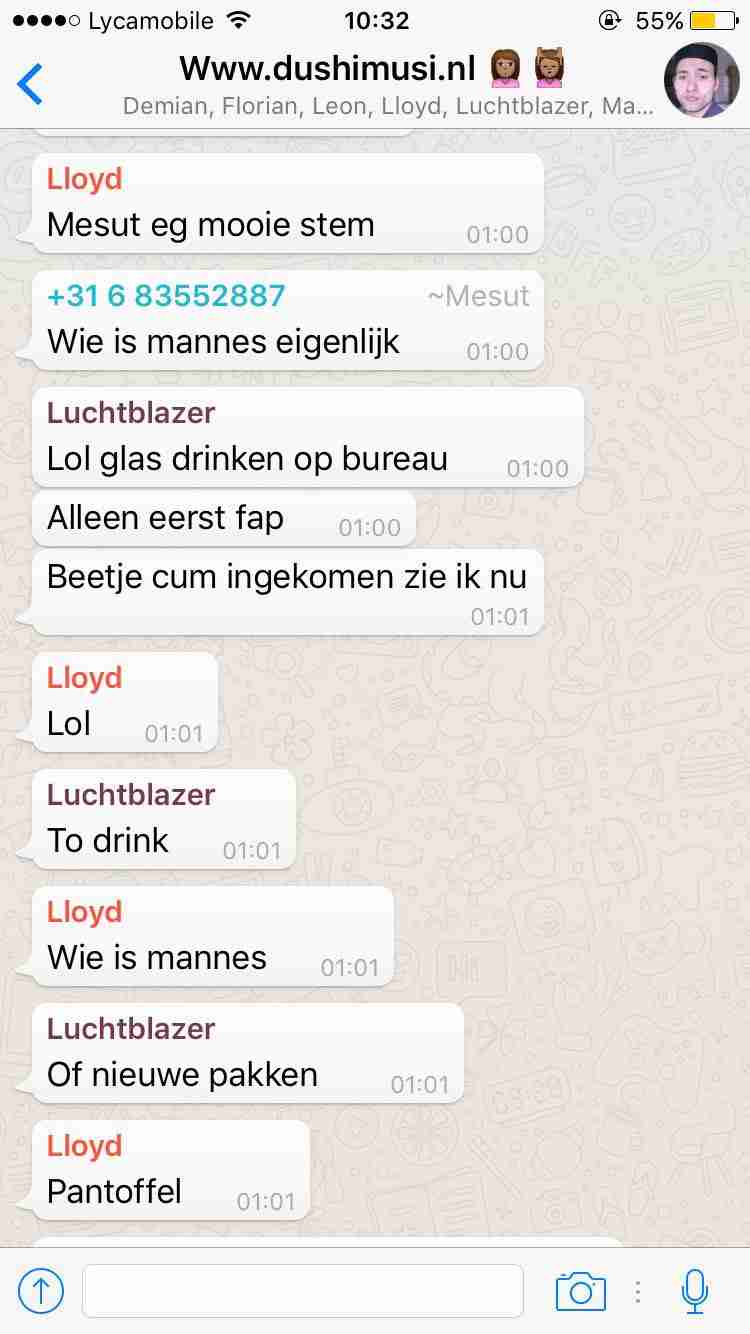 Lycamobile 10:32 55%
Www.dushimusi.nl
Demian, Florian, Leon, Lloyd, Luchtblazer, Ma...
Lloyd
Mesut eg mooie stem 01:00
+31 6 83552887 ~Mesut
Wie is mannes eigenlijk 01:00
Luchtblazer
Lol glas drinken op bureau 01:00
Alleen eerst fap 01:00
Beetje cum ingekomen zie ik nu
01:01
Lloyd
Lol 01:01
Luchtblazer
To drink 01:01
Lloyd
Wie is mannes 01:01
Luchtblazer
Of nieuwe pakken 01:01
Lloyd
Pantoffel 01:01